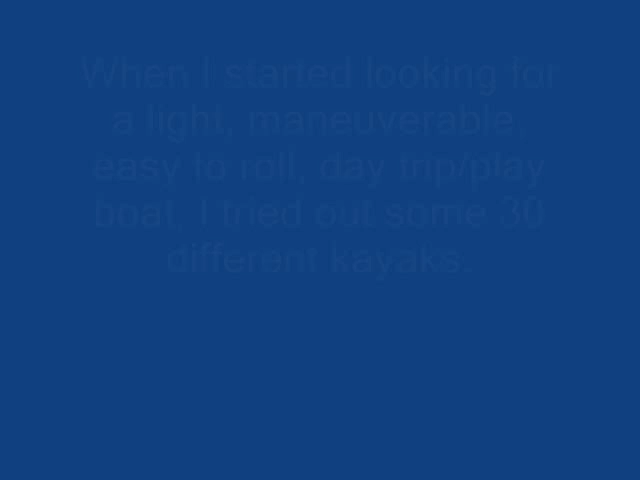 When I started looking for
a light, maneuverable,
easy to roll, day trip/play
boat, I tried out some 30
different kayaks.